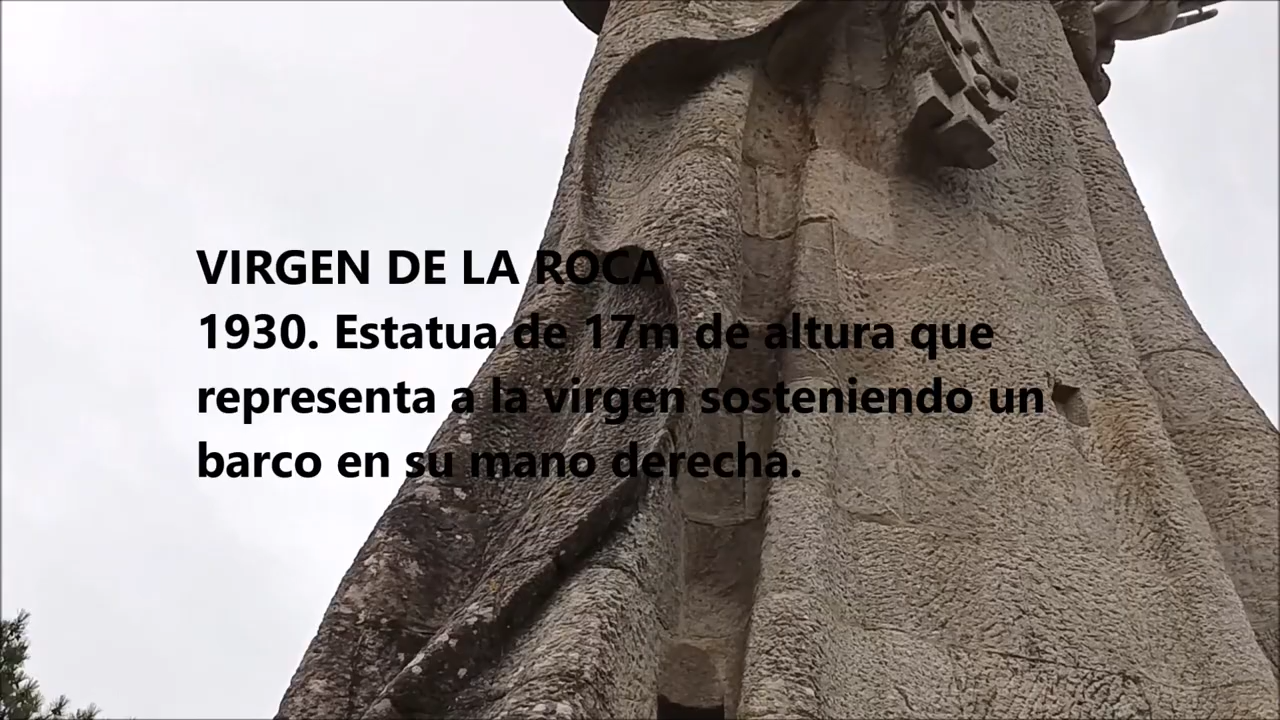 VIRGEN DE LA ROCA
1930. Estatua de 17m de altura que
representa a la virgen sosteniendo un
barco en su mano derecha.